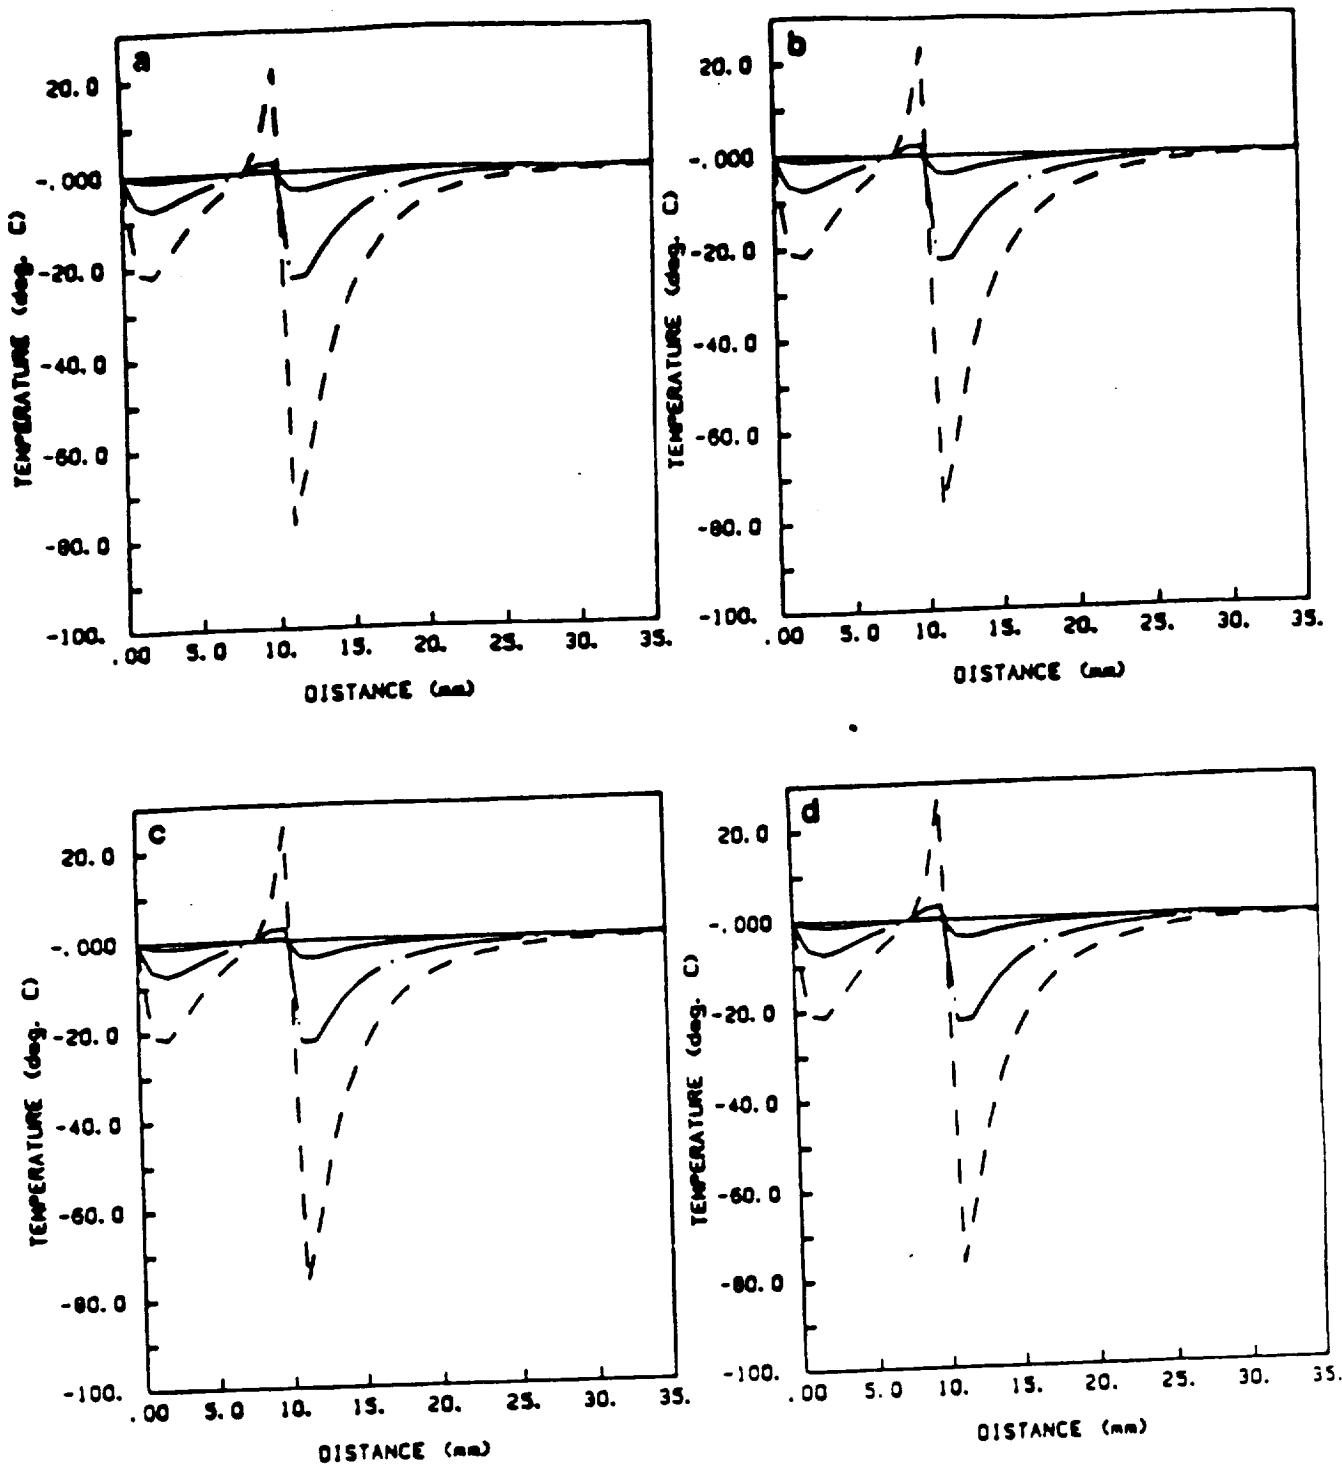 a
20.0
-.000
-20.0
-40.0
-60.0
-80.0
-100.
.00 5.0 10. 15. 20. 25. 30. 35.
TEMPERATURE (deg. C)
DISTANCE (mm)
b
20.0
-.000
-20.0
-40.0
-60.0
-80.0
-100.
.00 5.0 10. 15. 20. 25. 30. 35.
TEMPERATURE (deg. C)
DISTANCE (mm)
c
20.0
-.000
-20.0
-40.0
-60.0
-80.0
-100.
.00 5.0 10. 15. 20. 25. 30. 35.
TEMPERATURE (deg. C)
DISTANCE (mm)
d
20.0
-.000
-20.0
-40.0
-60.0
-80.0
-100.
.00 5.0 10. 15. 20. 25. 30. 35.
TEMPERATURE (deg. C)
DISTANCE (mm)